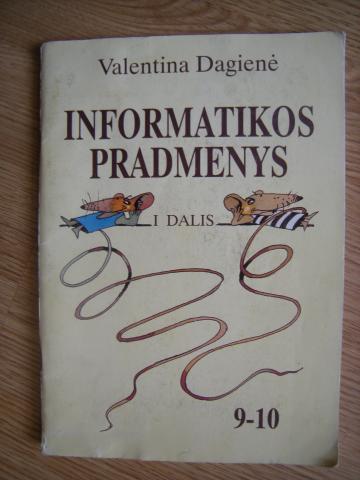 Valentina Dagienė
INFORMATIKOS
PRADMENYS
I DALIS
9-10